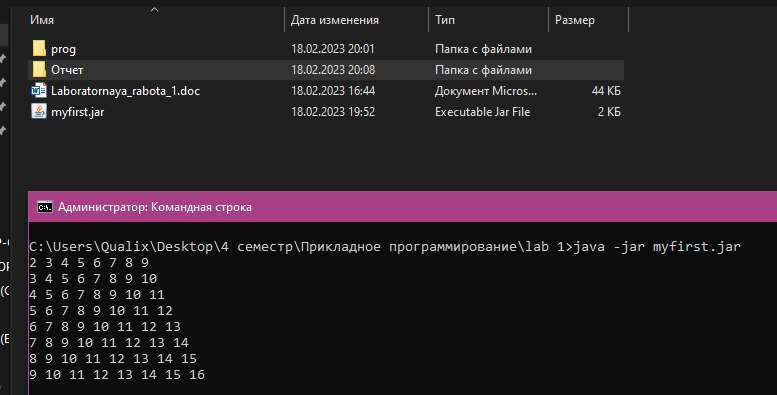 Имя Дата изменения Тип Размер
prog 18.02.2023 20:01 Папка с файлами
Отчет 18.02.2023 20:08 Папка с файлами
Laboratornaya_rabota_1.doc 18.02.2023 16:44 Документ Micros... 44 КБ
myfirst.jar 18.02.2023 19:52 Executable Jar File 2 КБ
Администратор: Командная строка
C:\Users\Qualix\Desktop\4 семестр\Прикладное программирование\lab 1>java -jar myfirst.jar
2 3 4 5 6 7 8 9
3 4 5 6 7 8 9 10
4 5 6 7 8 9 10 11
5 6 7 8 9 10 11 12
6 7 8 9 10 11 12 13
7 8 9 10 11 12 13 14
8 9 10 11 12 13 14 15
9 10 11 12 13 14 15 16